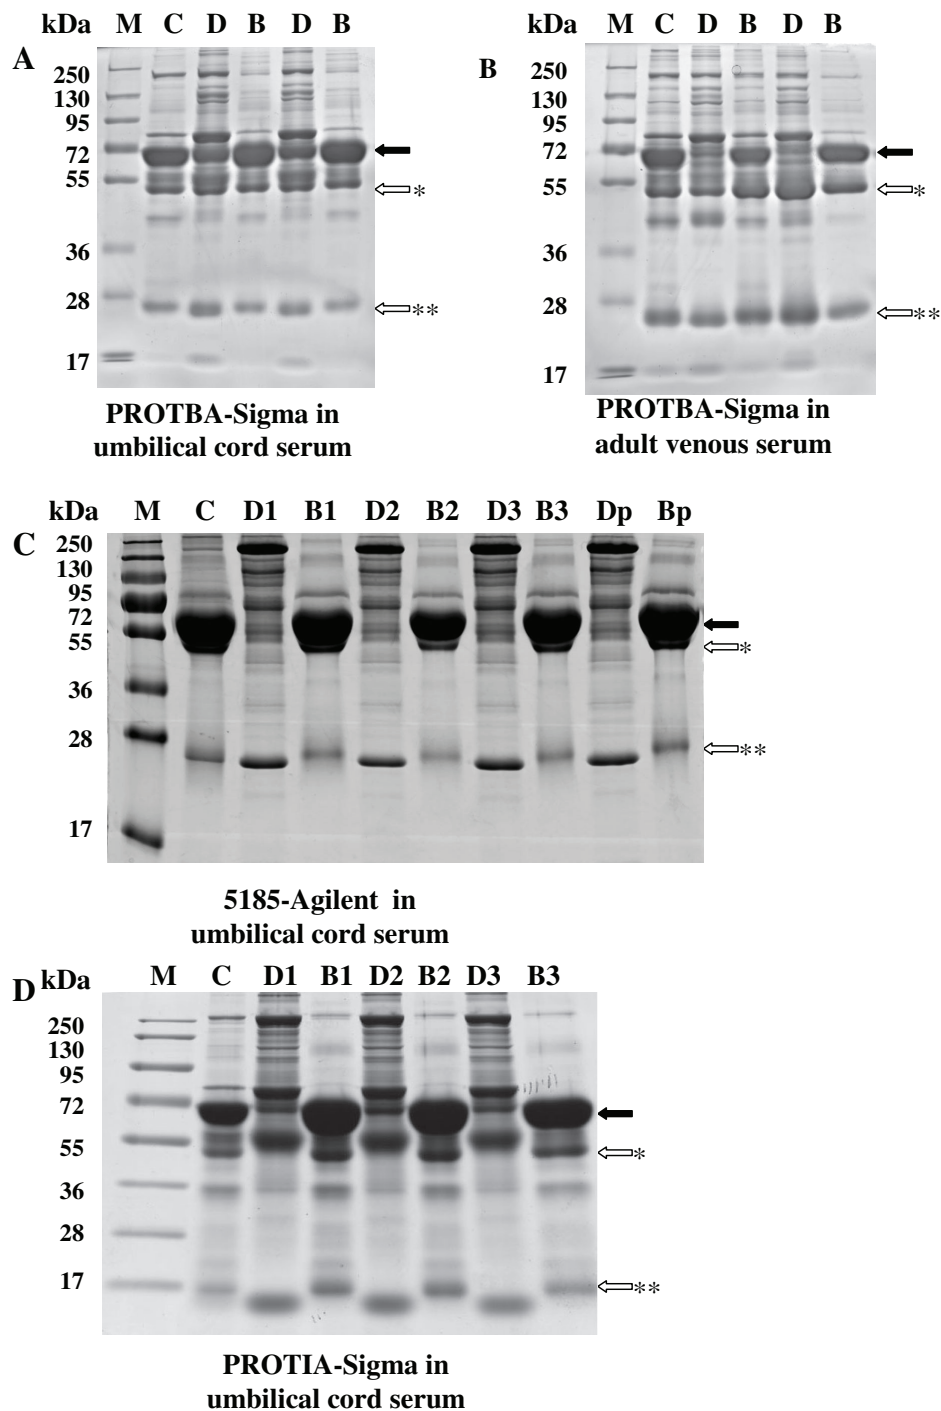 kDa M C D B D B
A
250
130
95
72
55
*
36
28
**
17
PROTBA-Sigma in
umbilical cord serum
kDa M C D B D B
B
250
130
95
72
55
*
36
28
**
17
PROTBA-Sigma in
adult venous serum
kDa M C D1 B1 D2 B2 D3 B3 Dp Bp
C
250
130
95
72
55
*
36
28
**
17
5185-Agilent in
umbilical cord serum
kDa M C D1 B1 D2 B2 D3 B3
D
250
130
95
72
55
*
36
28
17
**
PROTIA-Sigma in
umbilical cord serum